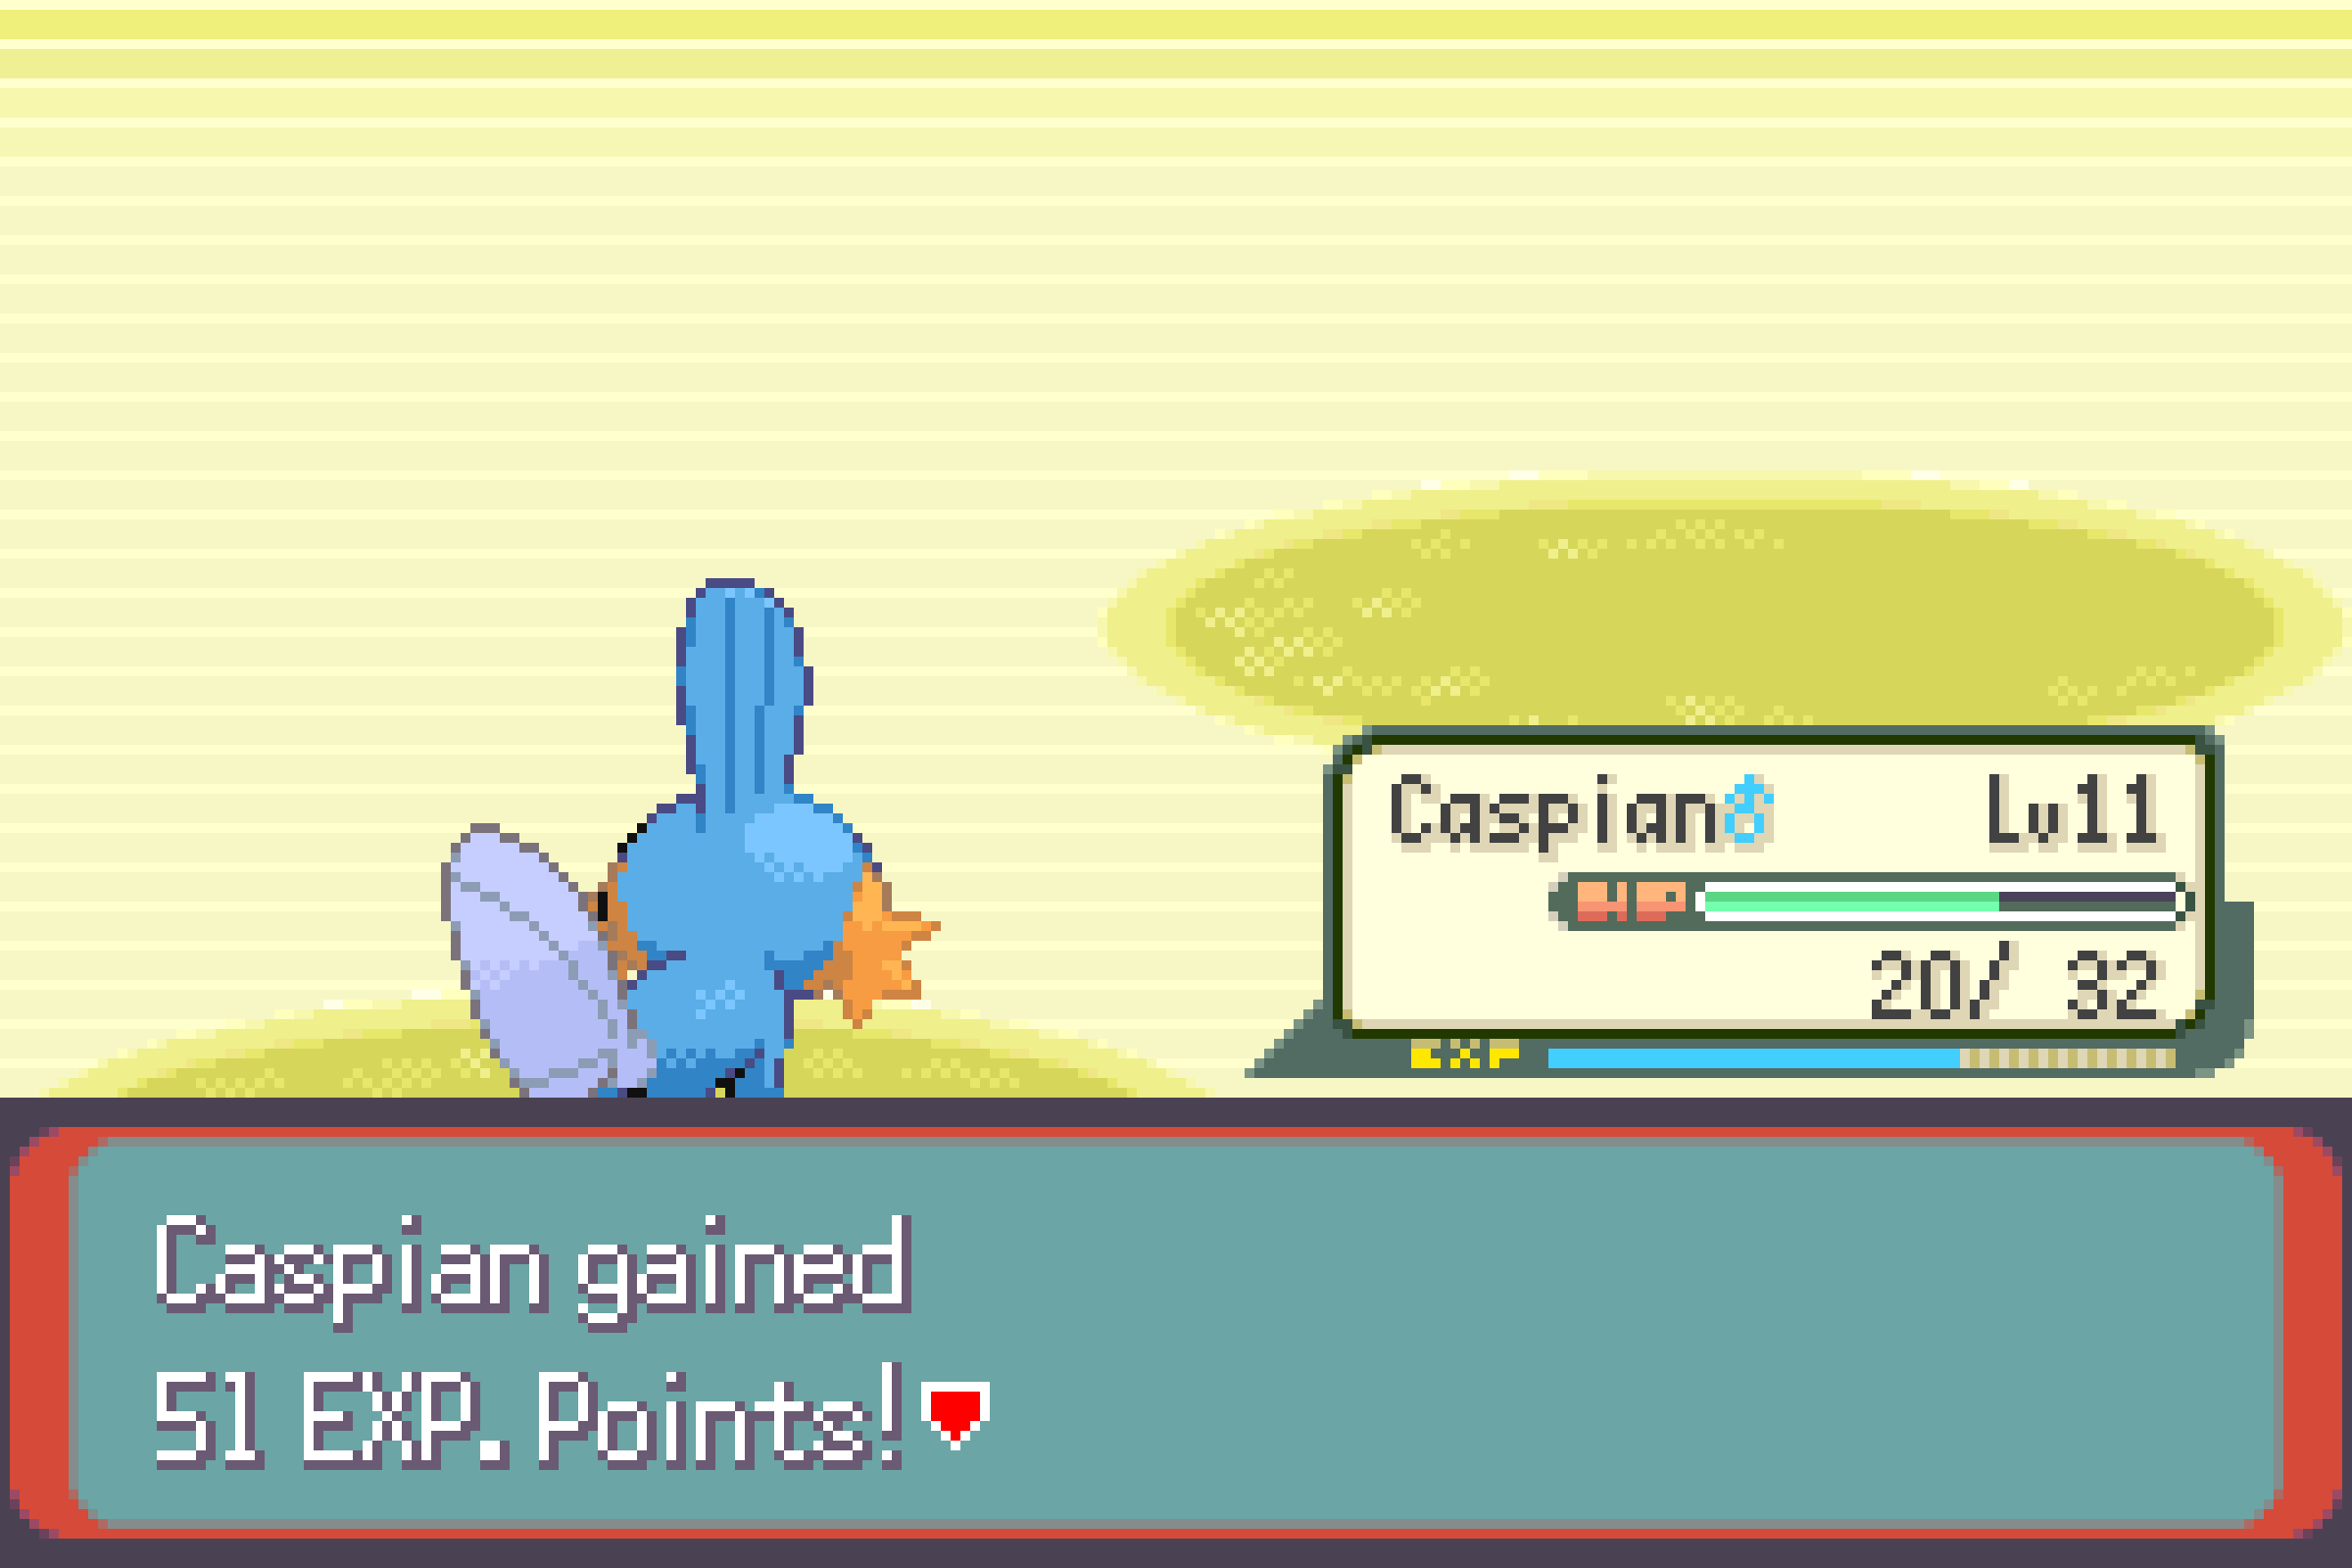 Caspian♂ Lv11
HP
20/ 32
EXP
Caspian gained
51 EXP. Points!